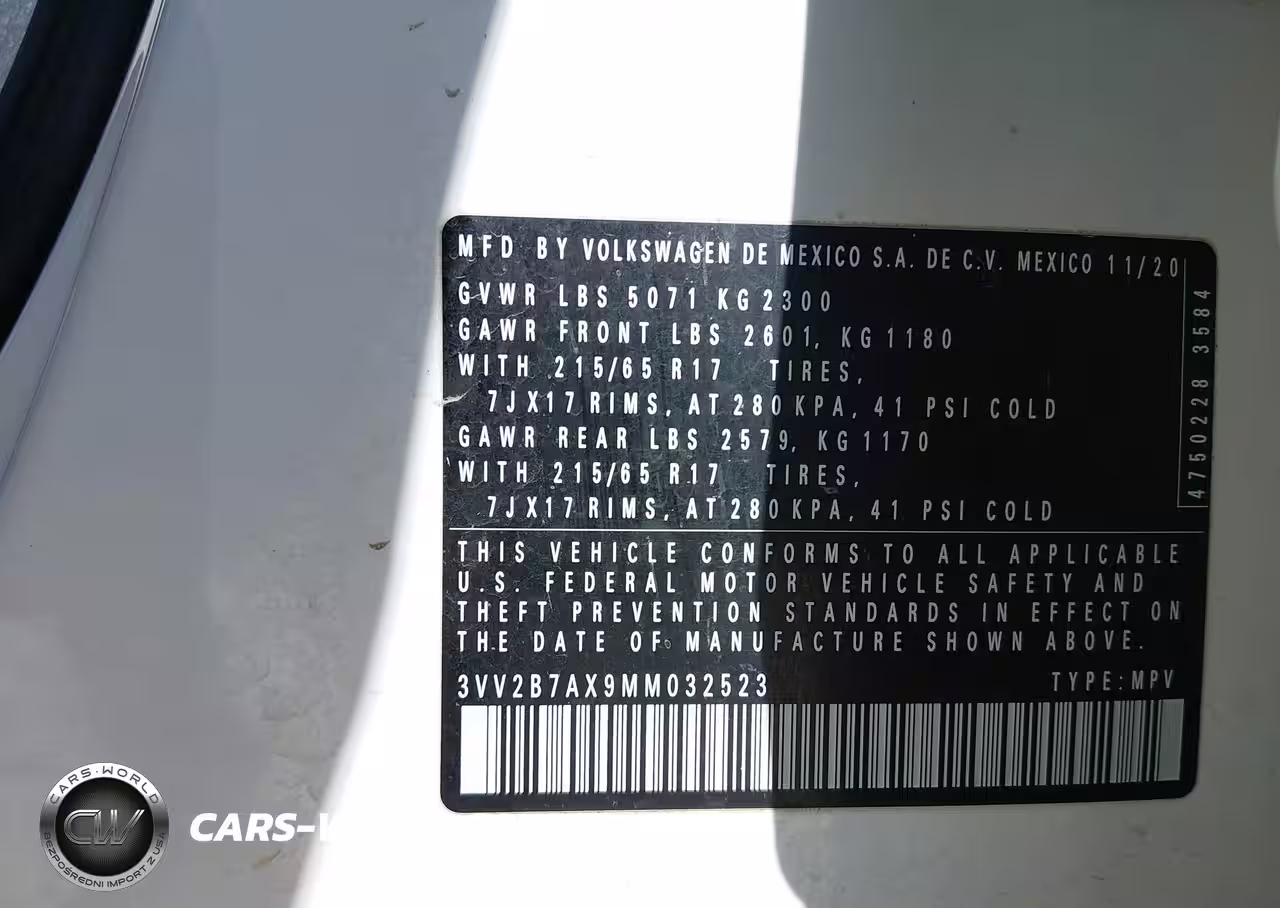 MFD BY VOLKSWAGEN DE MEXICO S.A. DE C.V. MEXICO 11/20
GVWR LBS 5071 KG 2300
GAWR FRONT LBS 2601, KG 1180
WITH 215/65 R17 TIRES,
7JX17 RIMS, AT 280 KPA, 41 PSI COLD
GAWR REAR LBS 2579, KG 1170
WITH 215/65 R17 TIRES,
7JX17 RIMS, AT 280 KPA, 41 PSI COLD
4750228 3584
THIS VEHICLE CONFORMS TO ALL APPLICABLE
U.S. FEDERAL MOTOR VEHICLE SAFETY AND
THEFT PREVENTION STANDARDS IN EFFECT ON
THE DATE OF MANUFACTURE SHOWN ABOVE.
3VV2B7AX9MM032523 TYPE: MPV
CARS-WORLD
CW
BEZPOŚREDNI IMPORT Z USA
CARS-